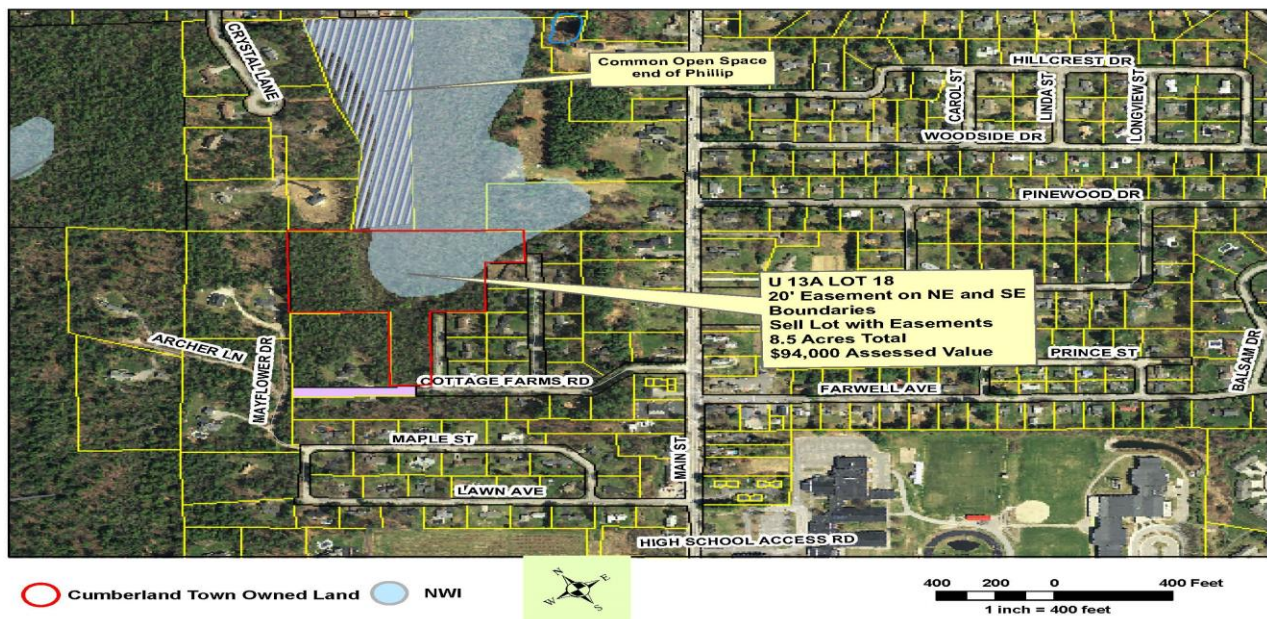 CRYSTAL LANE
Common Open Space
end of Phillip
HILLCREST DR
CAROL ST
LINDA ST
LONGVIEW ST
WOODSIDE DR
PINEWOOD DR
U 13A LOT 18
20' Easement on NE and SE
Boundaries
Sell Lot with Easements
8.5 Acres Total
$94,000 Assessed Value
ARCHER LN
MAYFLOWER DR
COTTAGE FARMS RD
PRINCE ST
BALSAM DR
FARWELL AVE
MAPLE ST
MAIN ST
LAWN AVE
HIGH SCHOOL ACCESS RD
Cumberland Town Owned Land
NWI
N
E
W
S
400 200 0 400 Feet
1 inch = 400 feet